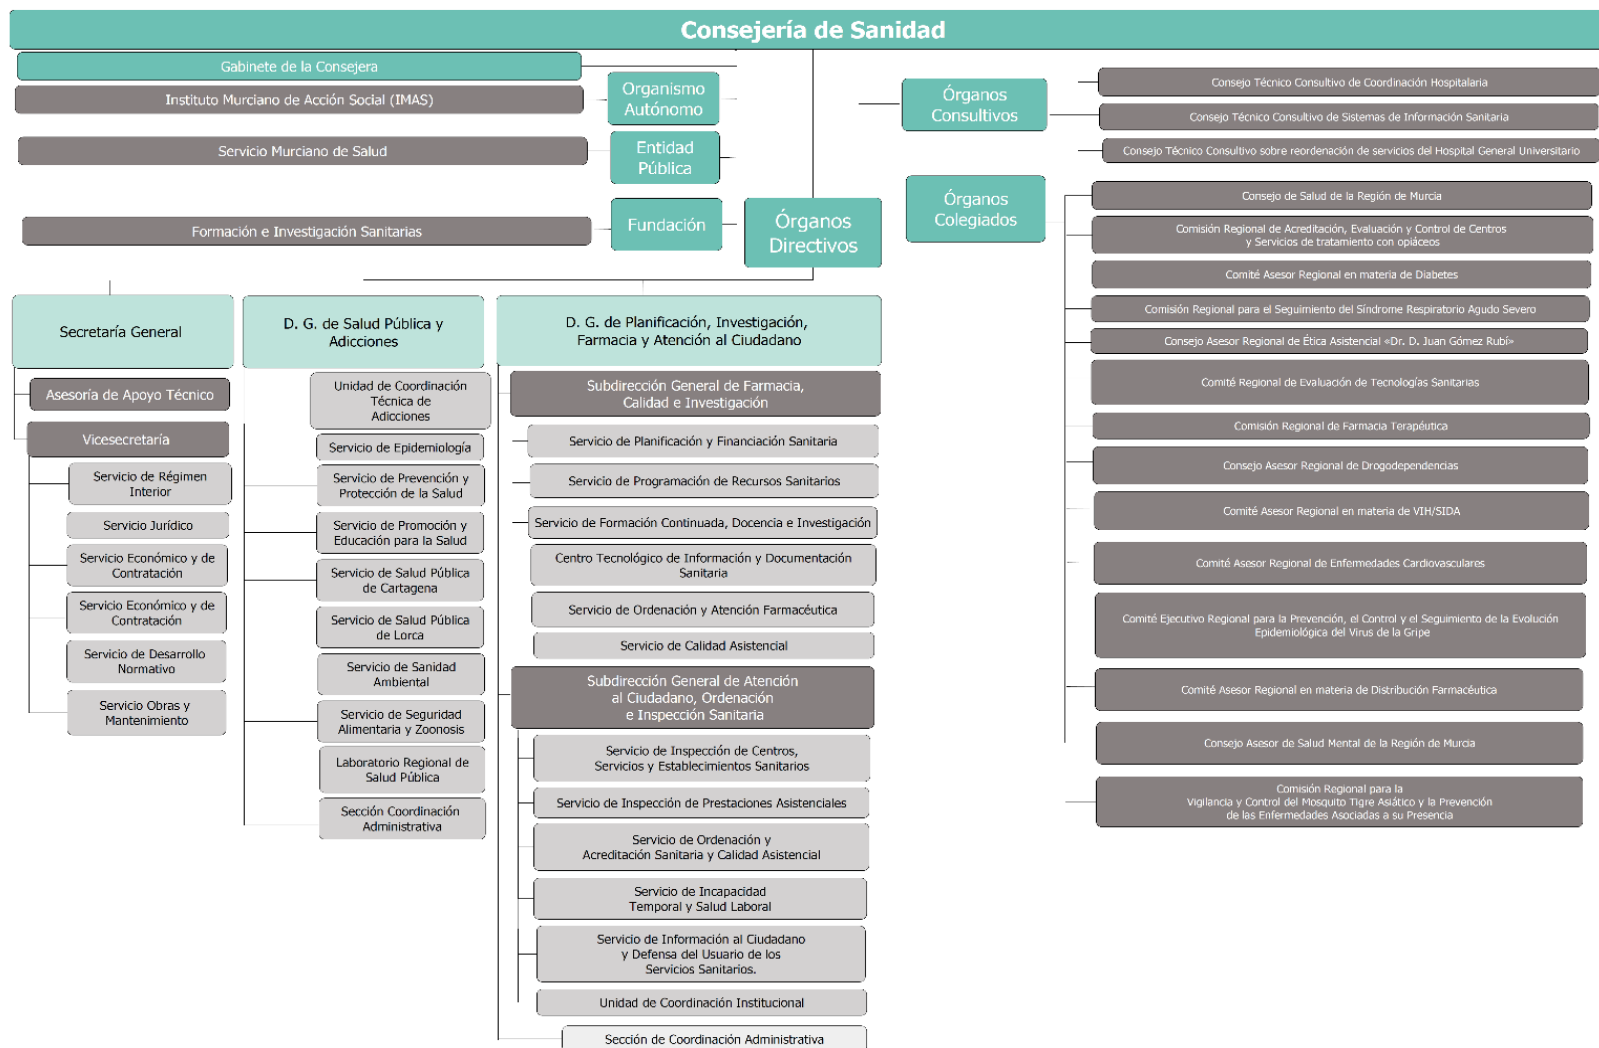 Consejería de Sanidad
Gabinete de la Consejera
Instituto Murciano de Acción Social (IMAS)
Organismo
Autónomo
Servicio Murciano de Salud
Entidad
Pública
Formación e Investigación Sanitarias
Fundación
Órganos
Directivos
Órganos
Consultivos
Consejo Técnico Consultivo de Coordinación Hospitalaria
Consejo Técnico Consultivo de Sistemas de Información Sanitaria
Consejo Técnico Consultivo sobre reordenación de servicios del Hospital General Universitario
Órganos
Colegiados
Consejo de Salud de la Región de Murcia
Comisión Regional de Acreditación, Evaluación y Control de Centros
y Servicios de tratamiento con opiáceos
Comité Asesor Regional en materia de Diabetes
Comisión Regional para el Seguimiento del Síndrome Respiratorio Agudo Severo
Consejo Asesor Regional de Ética Asistencial «Dr. D. Juan Gómez Rubí»
Comité Regional de Evaluación de Tecnologías Sanitarias
Comisión Regional de Farmacia Terapéutica
Consejo Asesor Regional de Drogodependencias
Comité Asesor Regional en materia de VIH/SIDA
Comité Asesor Regional de Enfermedades Cardiovasculares
Comité Ejecutivo Regional para la Prevención, el Control y el Seguimiento de la Evolución
Epidemiológica del Virus de la Gripe
Comité Asesor Regional en materia de Distribución Farmacéutica
Consejo Asesor de Salud Mental de la Región de Murcia
Comisión Regional para la
Vigilancia y Control del Mosquito Tigre Asiático y la Prevención
de las Enfermedades Asociadas a su Presencia
Secretaría General
Asesoría de Apoyo Técnico
Vicesecretaría
Servicio de Régimen
Interior
Servicio Jurídico
Servicio Económico y de
Contratación
Servicio Económico y de
Contratación
Servicio de Desarrollo
Normativo
Servicio Obras y
Mantenimiento
D. G. de Salud Pública y
Adicciones
Unidad de Coordinación
Técnica de
Adicciones
Servicio de Epidemiología
Servicio de Prevención y
Protección de la Salud
Servicio de Promoción y
Educación para la Salud
Servicio de Salud Pública
de Cartagena
Servicio de Salud Pública
de Lorca
Servicio de Sanidad
Ambiental
Servicio de Seguridad
Alimentaria y Zoonosis
Laboratorio Regional de
Salud Pública
Sección Coordinación
Administrativa
D. G. de Planificación, Investigación,
Farmacia y Atención al Ciudadano
Subdirección General de Farmacia,
Calidad e Investigación
Servicio de Planificación y Financiación Sanitaria
Servicio de Programación de Recursos Sanitarios
Servicio de Formación Continuada, Docencia e Investigación
Centro Tecnológico de Información y Documentación
Sanitaria
Servicio de Ordenación y Atención Farmacéutica
Servicio de Calidad Asistencial
Subdirección General de Atención
al Ciudadano, Ordenación
e Inspección Sanitaria
Servicio de Inspección de Centros,
Servicios y Establecimientos Sanitarios
Servicio de Inspección de Prestaciones Asistenciales
Servicio de Ordenación y
Acreditación Sanitaria y Calidad Asistencial
Servicio de Incapacidad
Temporal y Salud Laboral
Servicio de Información al Ciudadano
y Defensa del Usuario de los
Servicios Sanitarios.
Unidad de Coordinación Institucional
Sección de Coordinación Administrativa